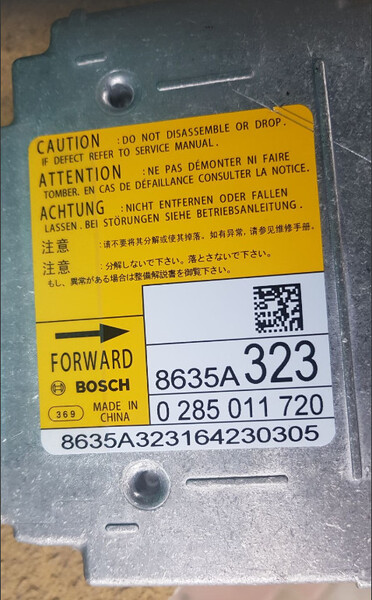 CAUTION : DO NOT DISASSEMBLE OR DROP.
IF DEFECT REFER TO SERVICE MANUAL.
ATTENTION : NE PAS DÉMONTER NI FAIRE
TOMBER. EN CAS DE DÉFAILLANCE CONSULTER LA NOTICE.
ACHTUNG : NICHT ENTFERNEN ODER FALLEN
LASSEN. BEI STÖRUNGEN SIEHE BETRIEBSANLEITUNG.
注意 : 请不要将其分解或使其掉落。如有异常, 请参见维修手册.
注意 : 分解しないで下さい。落とさないで下さい。
もし、異常がある場合は整備解説書を御覧下さい。
FORWARD
BOSCH
369 MADE IN
CHINA
8635A 323
0 285 011 720
8635A323164230305